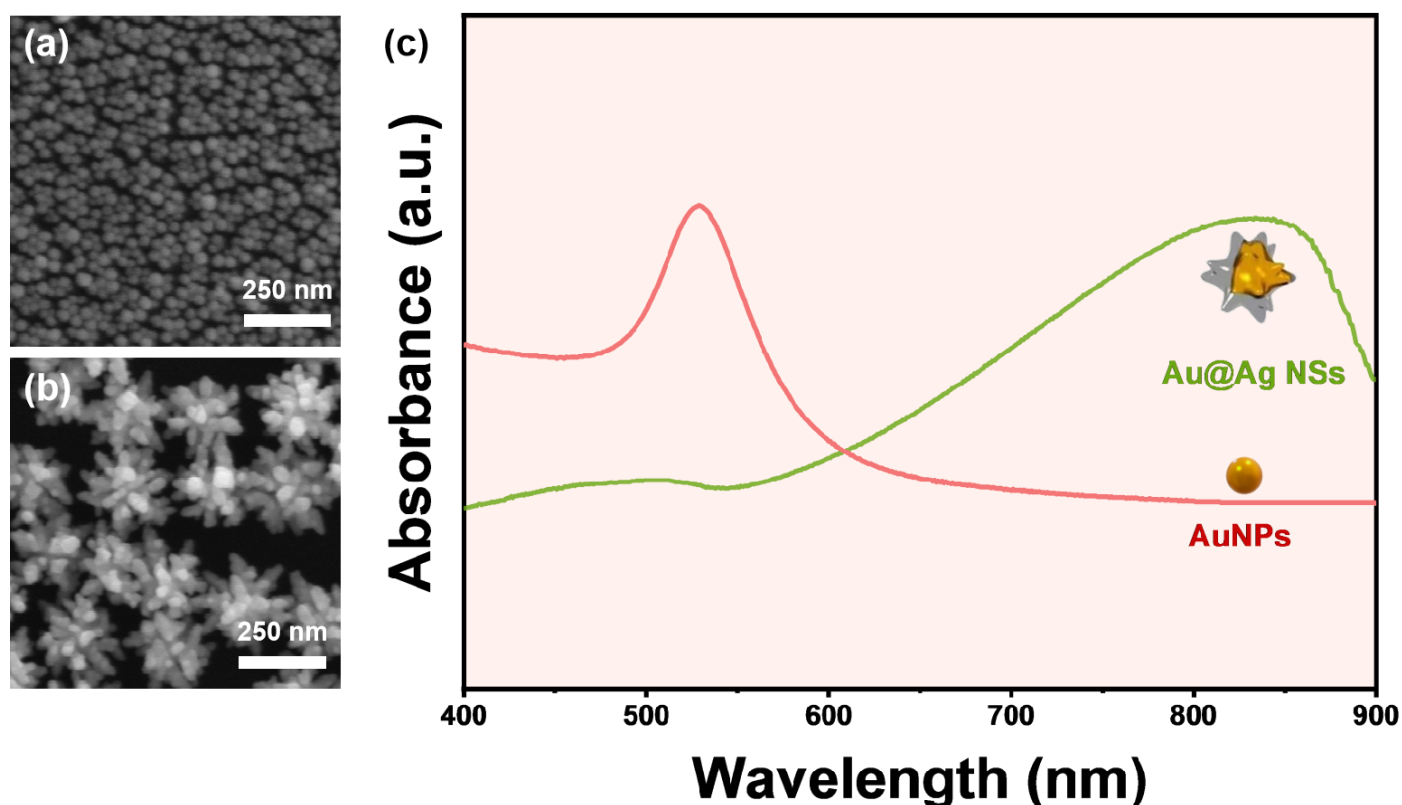 (a)
250 nm
(b)
250 nm
(c)
Absorbance (a.u.)
Au@Ag NSs
AuNPs
400 500 600 700 800 900
Wavelength (nm)